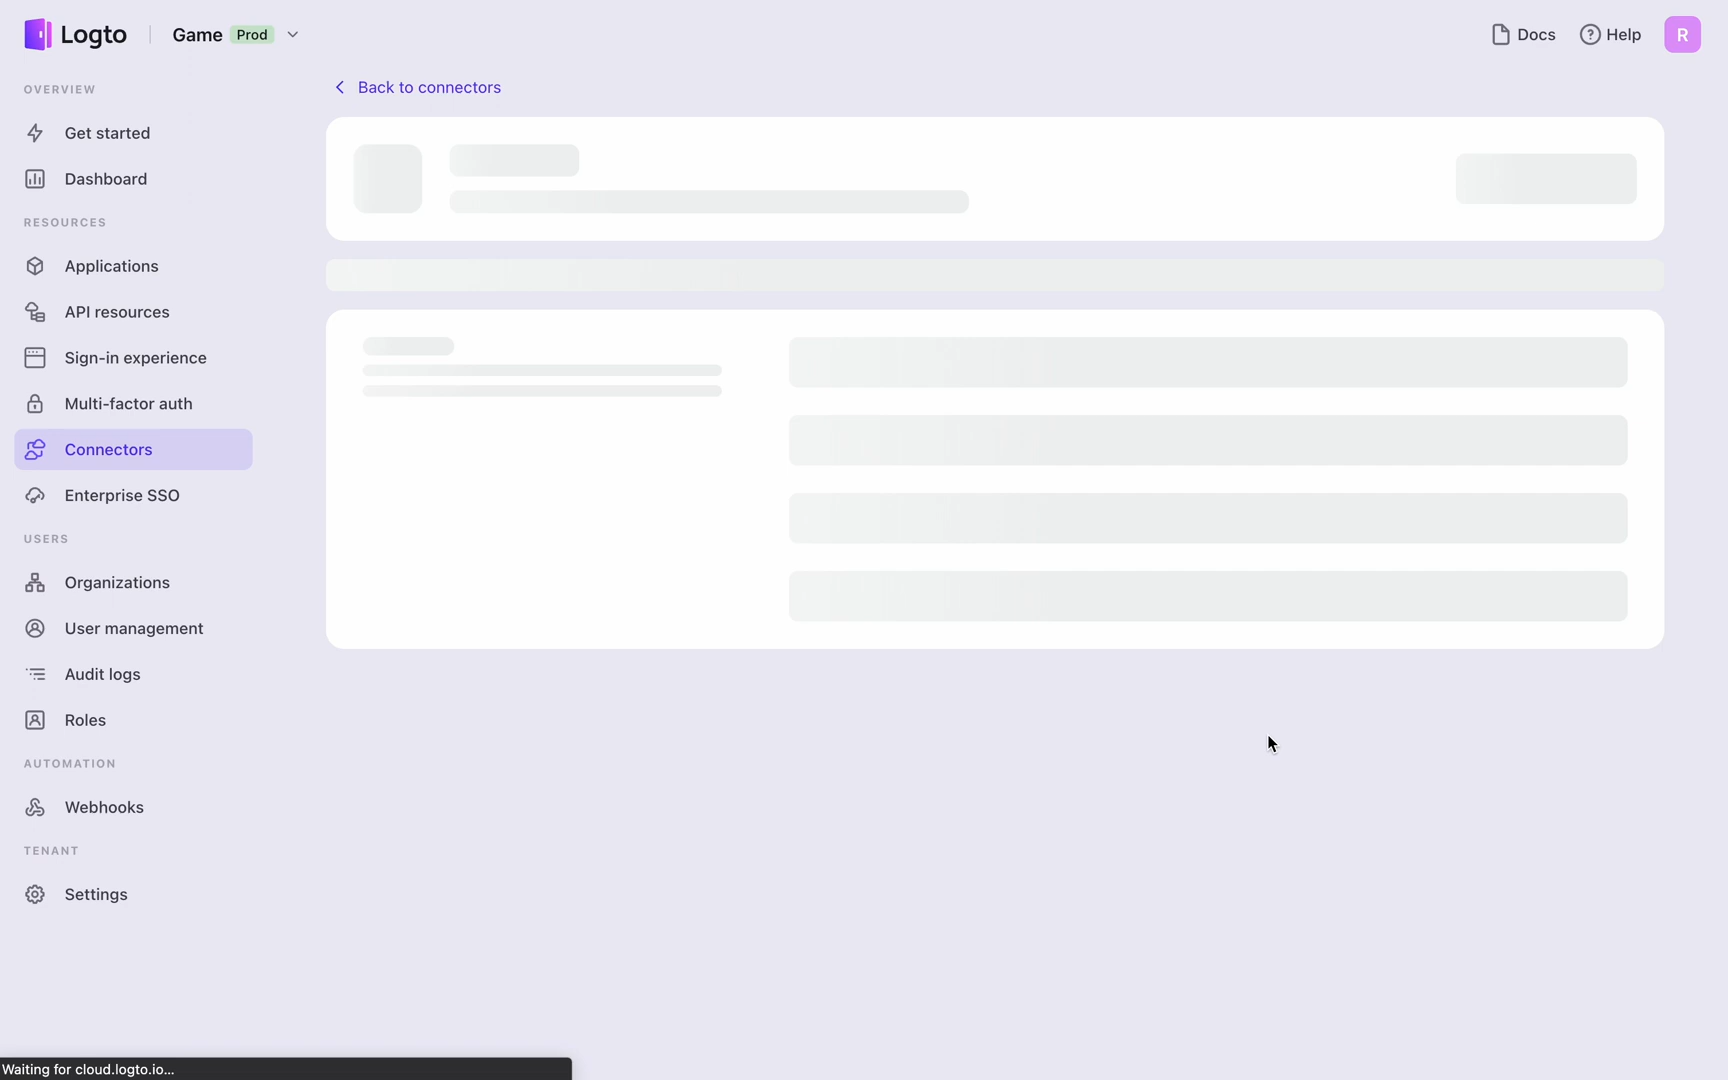 Logto
Game Prod
Docs
Help
R
OVERVIEW
Get started
Dashboard
RESOURCES
Applications
API resources
Sign-in experience
Multi-factor auth
Connectors
Enterprise SSO
USERS
Organizations
User management
Audit logs
Roles
AUTOMATION
Webhooks
TENANT
Settings
Back to connectors
Waiting for cloud.logto.io...